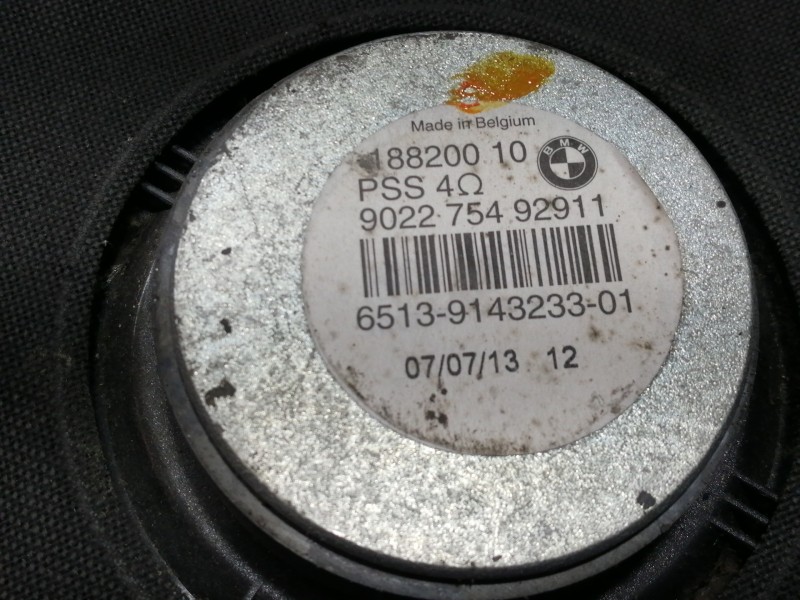 Made in Belgium
188200 10
BMW
PSS 4Ω
9022 754 92911
6513-9143233-01
07/07/13 12